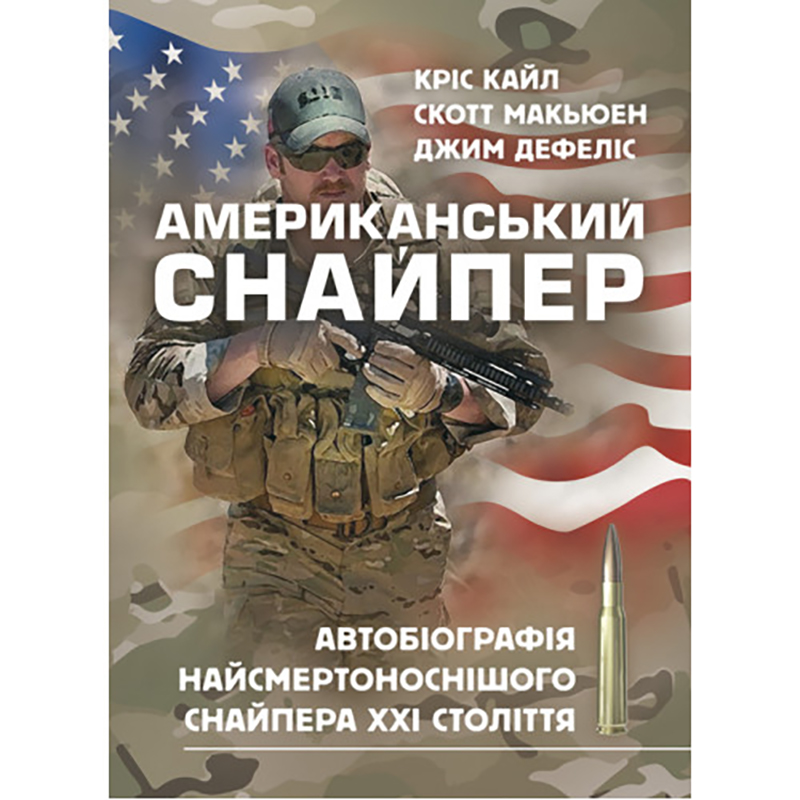 КРІС КАЙЛ
СКОТТ МАКЬЮЕН
ДЖИМ ДЕФЕЛІС
АМЕРИКАНСЬКИЙ
СНАЙПЕР
АВТОБІОГРАФІЯ
НАЙСМЕРТОНОСНІШОГО
СНАЙПЕРА XXI СТОЛІТТЯ